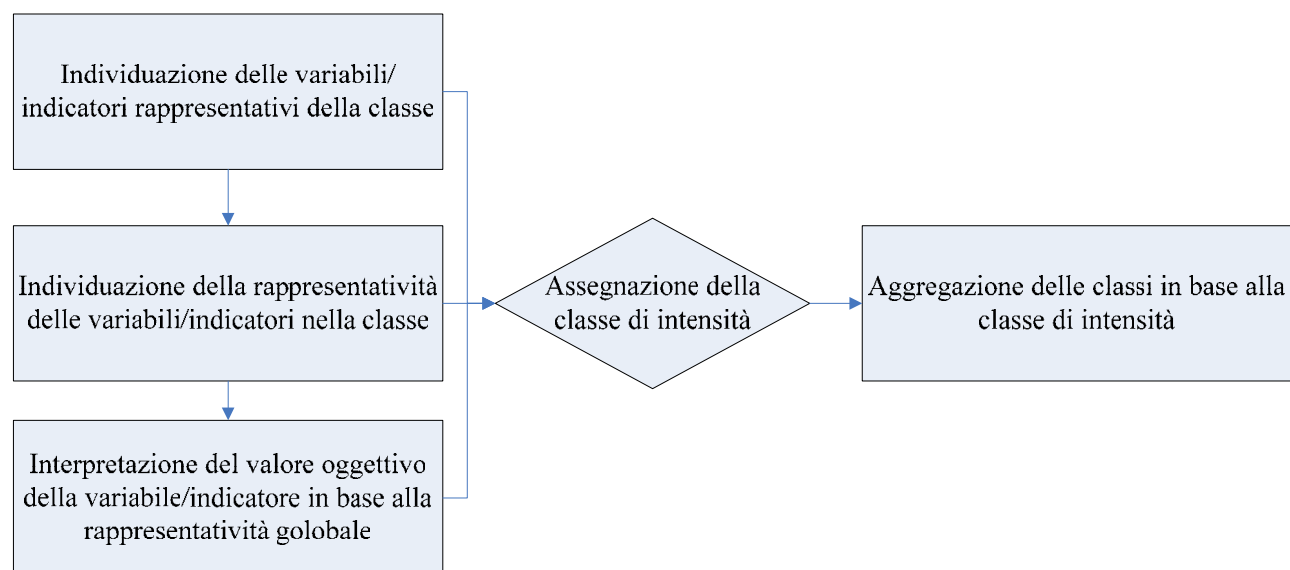 Individuazione delle variabili/
indicatori rappresentativi della classe
Individuazione della rappresentatività
delle variabili/indicatori nella classe
Interpretazione del valore oggettivo
della variabile/indicatore in base alla
rappresentatività golobale
Assegnazione della
classe di intensità
Aggregazione delle classi in base alla
classe di intensità